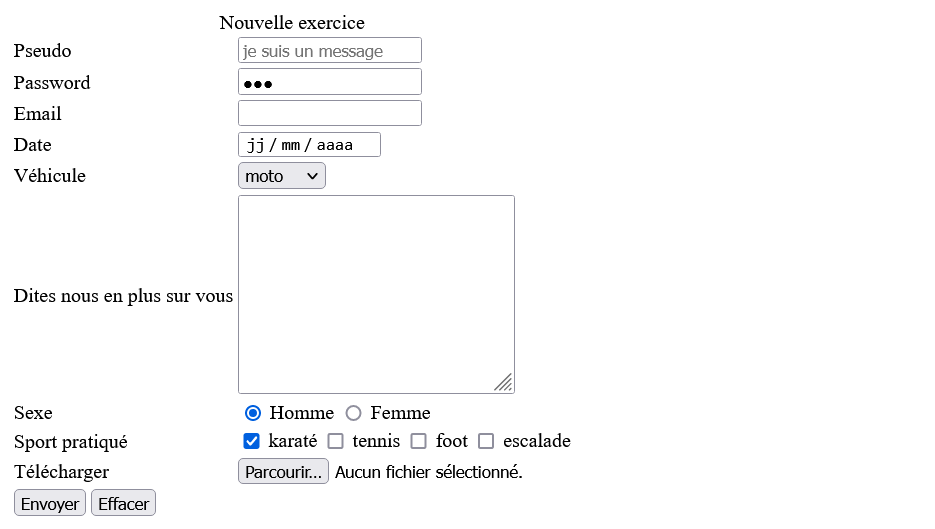 Nouvelle exercice
Pseudo je suis un message
Password ●●●
Email
Date jj / mm / aaaa
Véhicule moto
Dites nous en plus sur vous
Sexe Homme Femme
Sport pratiqué karaté tennis foot escalade
Télécharger Parcourir... Aucun fichier sélectionné.
Envoyer Effacer